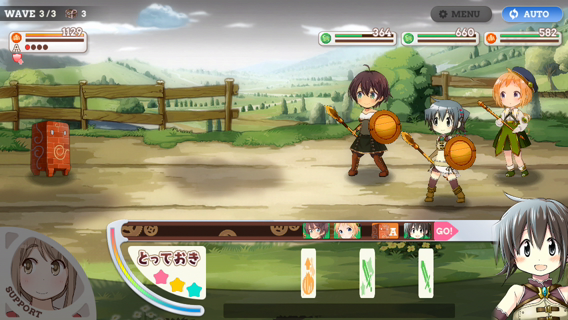 WAVE 3/3 3
MENU
AUTO
1129
A
364
660
582
A
GO!
とっておき
SUPPORT